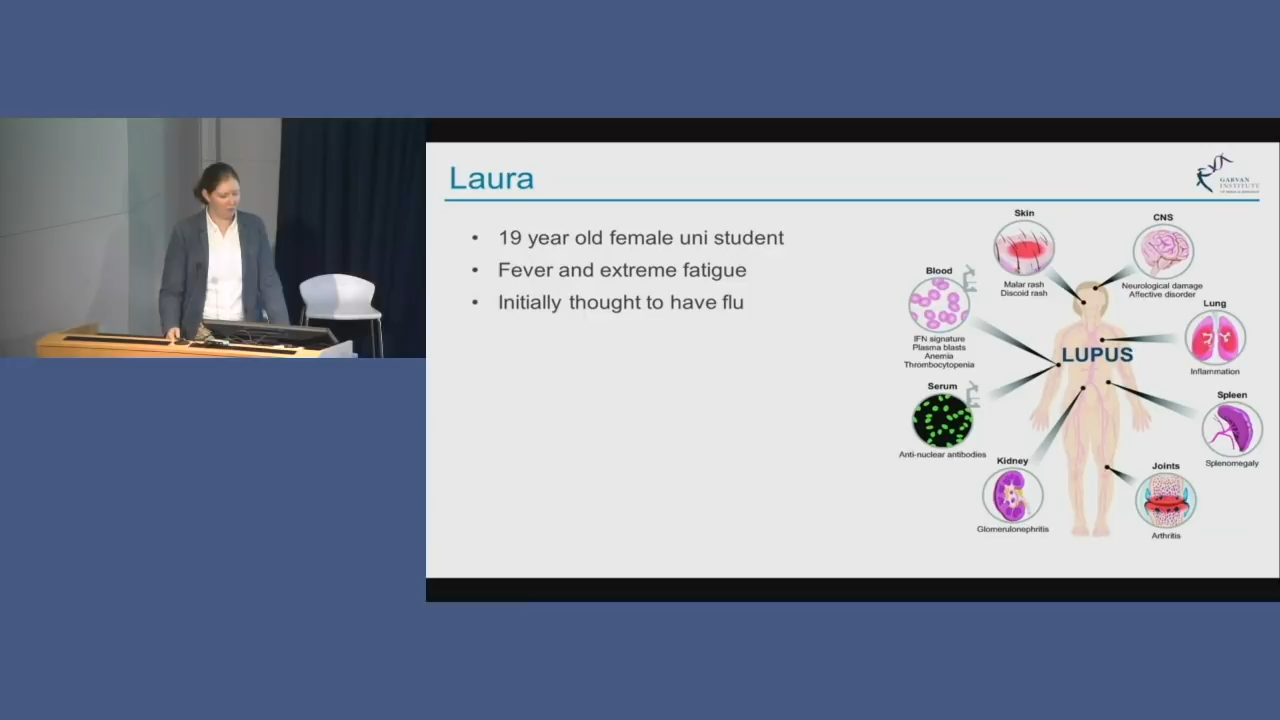 Laura
GARVAN
INSTITUTE
• 19 year old female uni student
• Fever and extreme fatigue
• Initially thought to have flu
Skin
Malar rash
Discoid rash
CNS
Neurological damage
Affective disorder
Blood
IFN signature
Plasma blasts
Anemia
Thrombocytopenia
Lung
Inflammation
LUPUS
Serum
Anti-nuclear antibodies
Spleen
Splenomegaly
Kidney
Glomerulonephritis
Joints
Arthritis